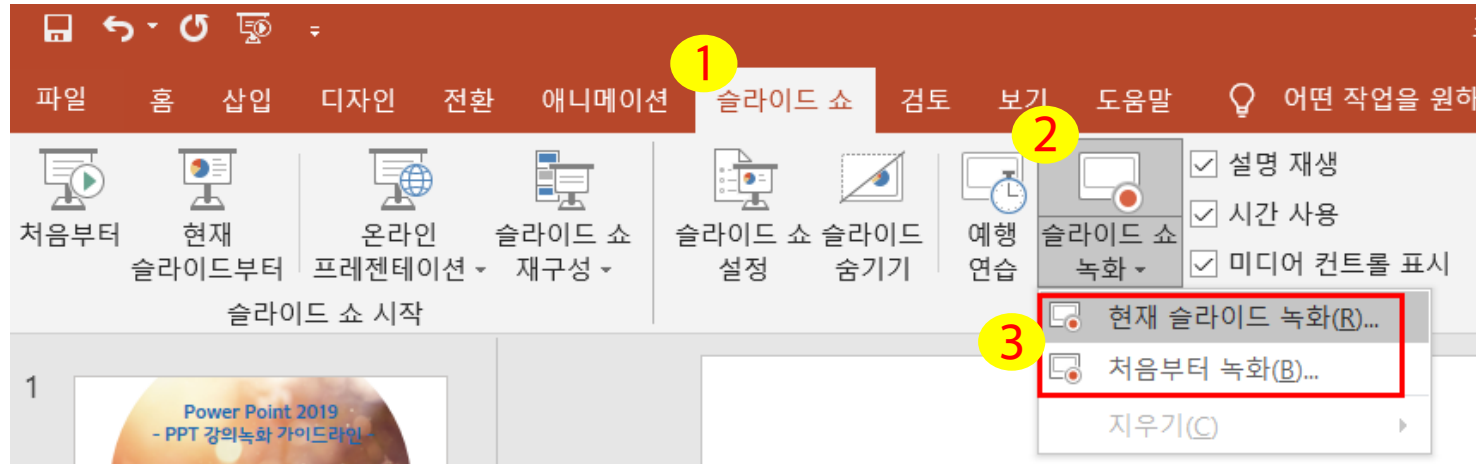 1
파일 홈 삽입 디자인 전환 애니메이션 슬라이드 쇼 검토 보기 도움말 어떤 작업을 원하
2
처음부터
현재
슬라이드부터
온라인
프레젠테이션
슬라이드 쇼
재구성
슬라이드 쇼
설정
슬라이드
숨기기
예행
연습
슬라이드 쇼
녹화
설명 재생
시간 사용
미디어 컨트롤 표시
슬라이드 쇼 시작
3
현재 슬라이드 녹화(R)...
처음부터 녹화(B)...
지우기(C)
1
Power Point 2019
- PPT 강의녹화 가이드라인 -